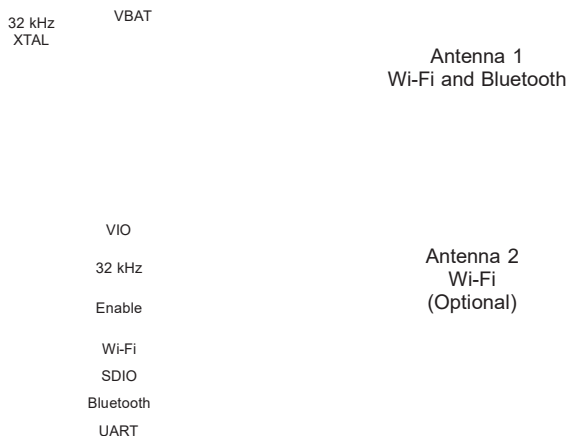 32 kHz
XTAL
VBAT
Antenna 1
Wi-Fi and Bluetooth
VIO
32 kHz
Enable
Wi-Fi
SDIO
Bluetooth
UART
Antenna 2
Wi-Fi
(Optional)